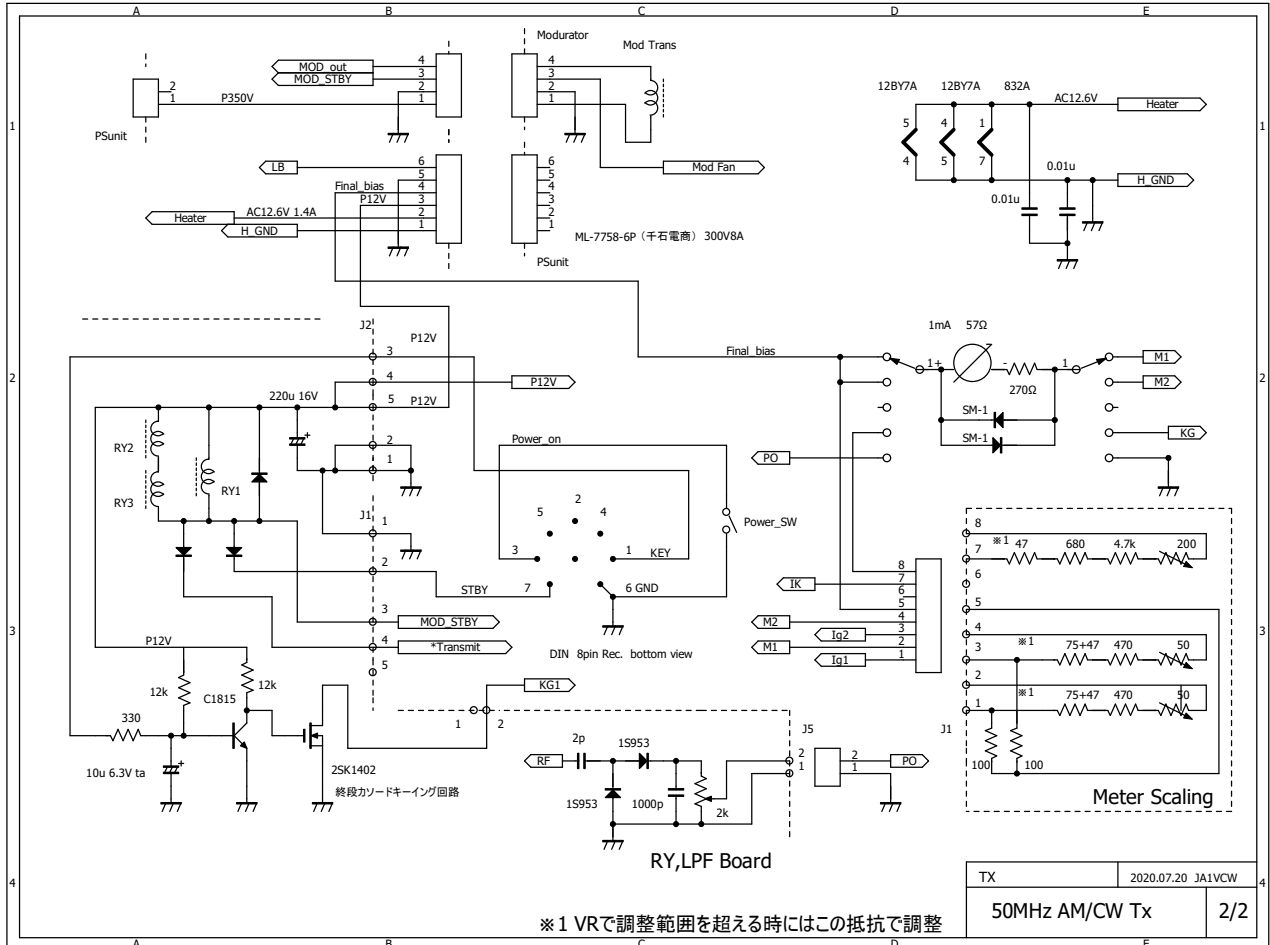 A B C D E
1
2
3
4
1
2
3
4
A B C D E
2
1
P350V
PSunit
MOD_out
MOD_STBY
4
3
2
1
Modurator
Mod Trans
4
3
2
1
Mod Fan
LB
Final_bias
P12V
Heater
AC12.6V 1.4A
H_GND
6
5
4
3
2
1
6
5
4
3
2
1
ML-7758-6P（千石電商）300V8A
PSunit
12BY7A 12BY7A 832A
AC12.6V
Heater
5 4 1
4 5 7
0.01u
0.01u
H_GND
J2
3
P12V
4
P12V
5 P12V
220u 16V
2
1
RY2
RY3
RY1
J1
1
2
STBY
3
MOD_STBY
4
*Transmit
5
Power_on
5 2 4
3 1 KEY
7 6 GND
Power_SW
DIN 8pin Rec. bottom view
Final_bias
1mA 57Ω
1+ - 1
270Ω
SM-1
SM-1
M1
M2
KG
PO
8
7
6
5
4
3
2
1
IK
M2
Ig2
M1
Ig1
8
7 ※1 47 680 4.7k 200
6
5
4
3 ※1 75+47 470 50
2
1 ※1 75+47 470 50
J1
100 100
Meter Scaling
P12V
12k
12k
C1815
330
10u 6.3V ta
2SK1402
終段カソードキーイング回路
KG1
1 2
RF
2p
1S953
1S953
1000p
2k
2
1
J5
2
1
PO
RY,LPF Board
※1 VRで調整範囲を超える時にはこの抵抗で調整
TX
2020.07.20 JA1VCW
50MHz AM/CW Tx
2/2